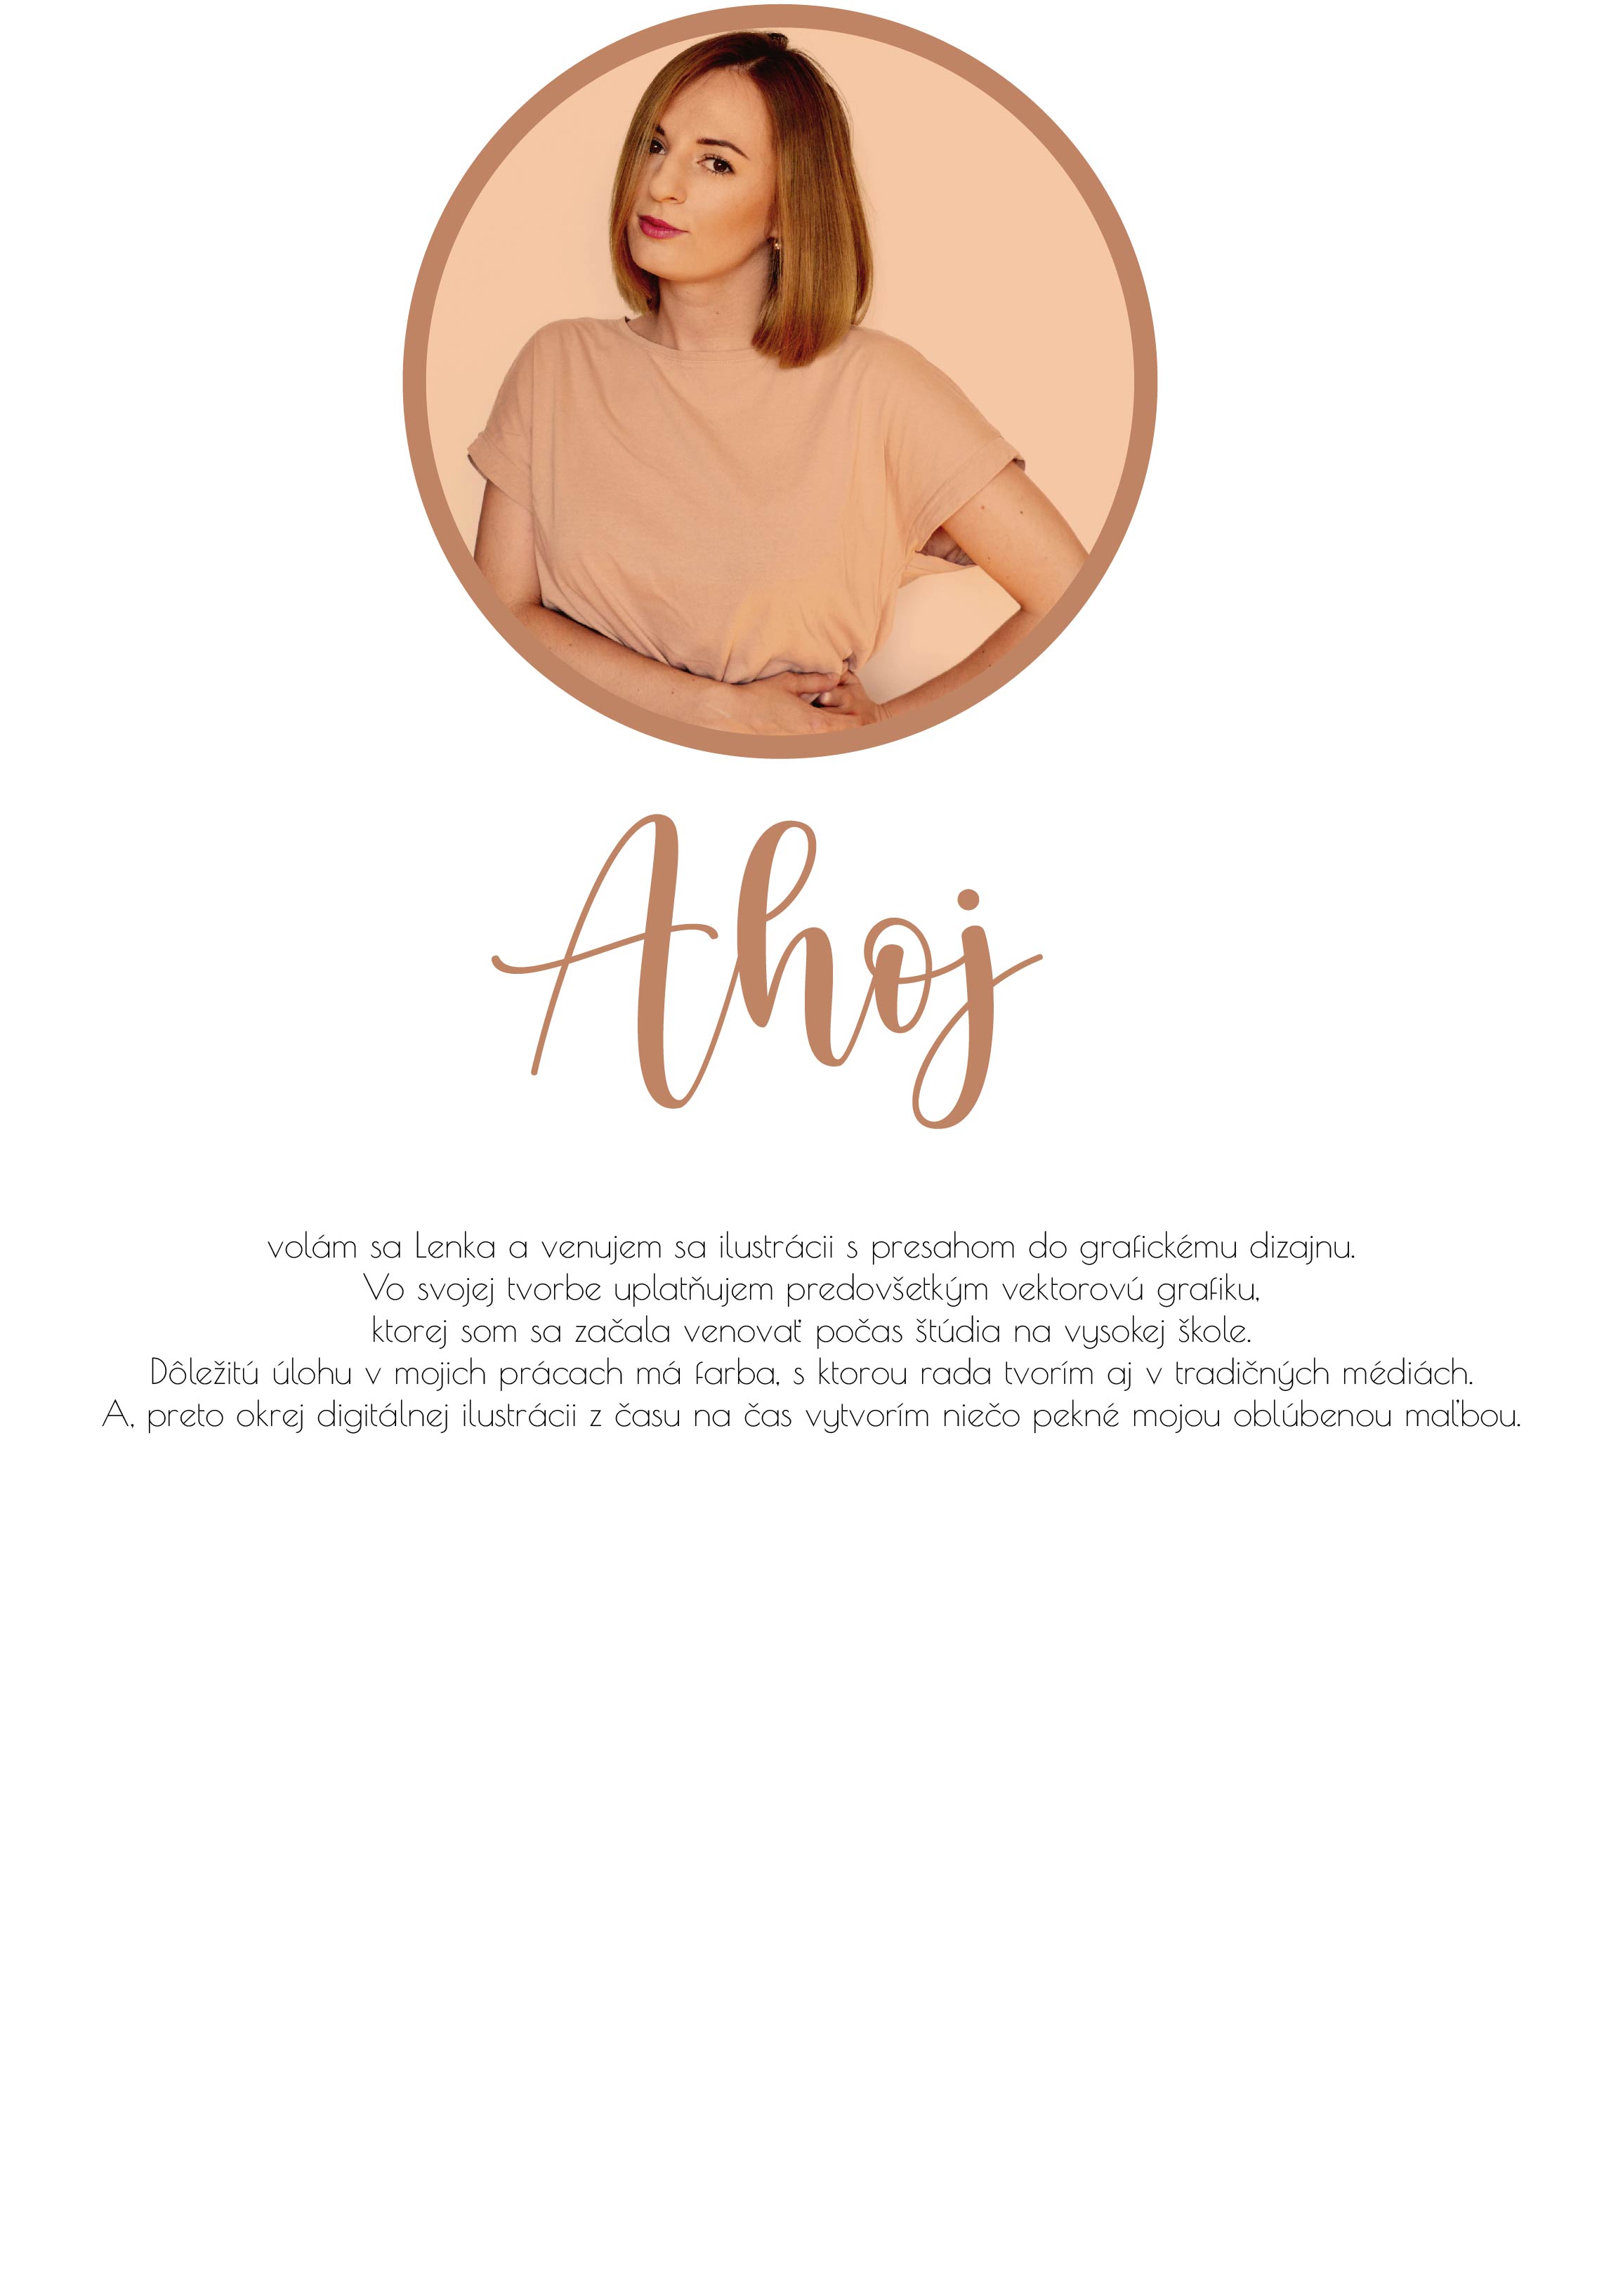 Ahoj
volám sa Lenka a venujem sa ilustrácii s presahom do grafickému dizajnu.
Vo svojej tvorbe uplatňujem predovšetkým vektorovú grafiku,
ktorej som sa začala venovať počas štúdia na vysokej škole.
Dôležitú úlohu v mojich prácach má farba, s ktorou rada tvorím aj v tradičných médiách.
A, preto okrej digitálnej ilustrácii z času na čas vytvorím niečo pekné mojou oblúbenou maľbou.